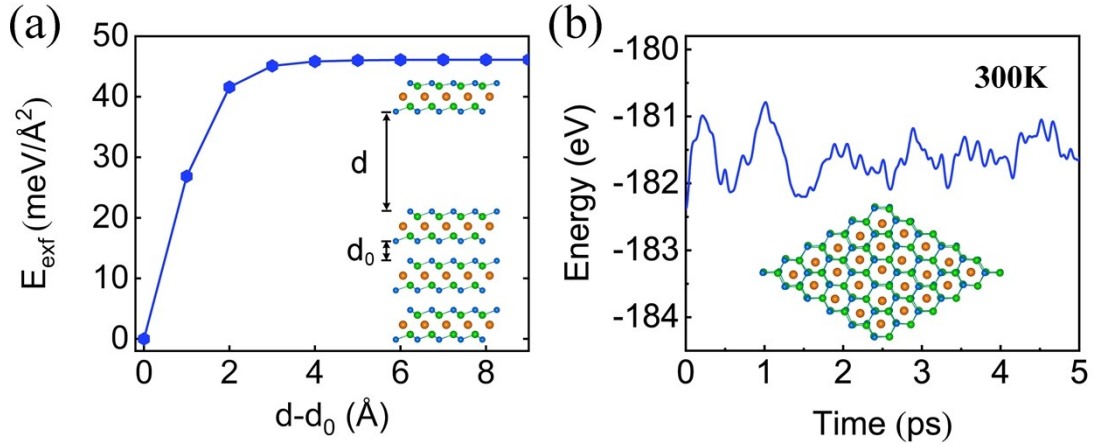 (a)
50
40
30
20
10
0
E_exf (meV/Å²)
d
d₀
0 2 4 6 8
d-d₀ (Å)
(b)
-180
-181
-182
-183
-184
Energy (eV)
300K
0 1 2 3 4 5
Time (ps)